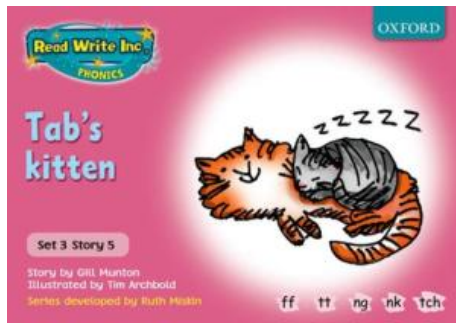 OXFORD
Read Write Inc.
PHONICS
Tab's
kitten
zzzzzz
Set 3 Story 5
Story by Gill Munton
Illustrated by Tim Archbold
Series developed by Ruth Miskin
ff tt ng nk tch